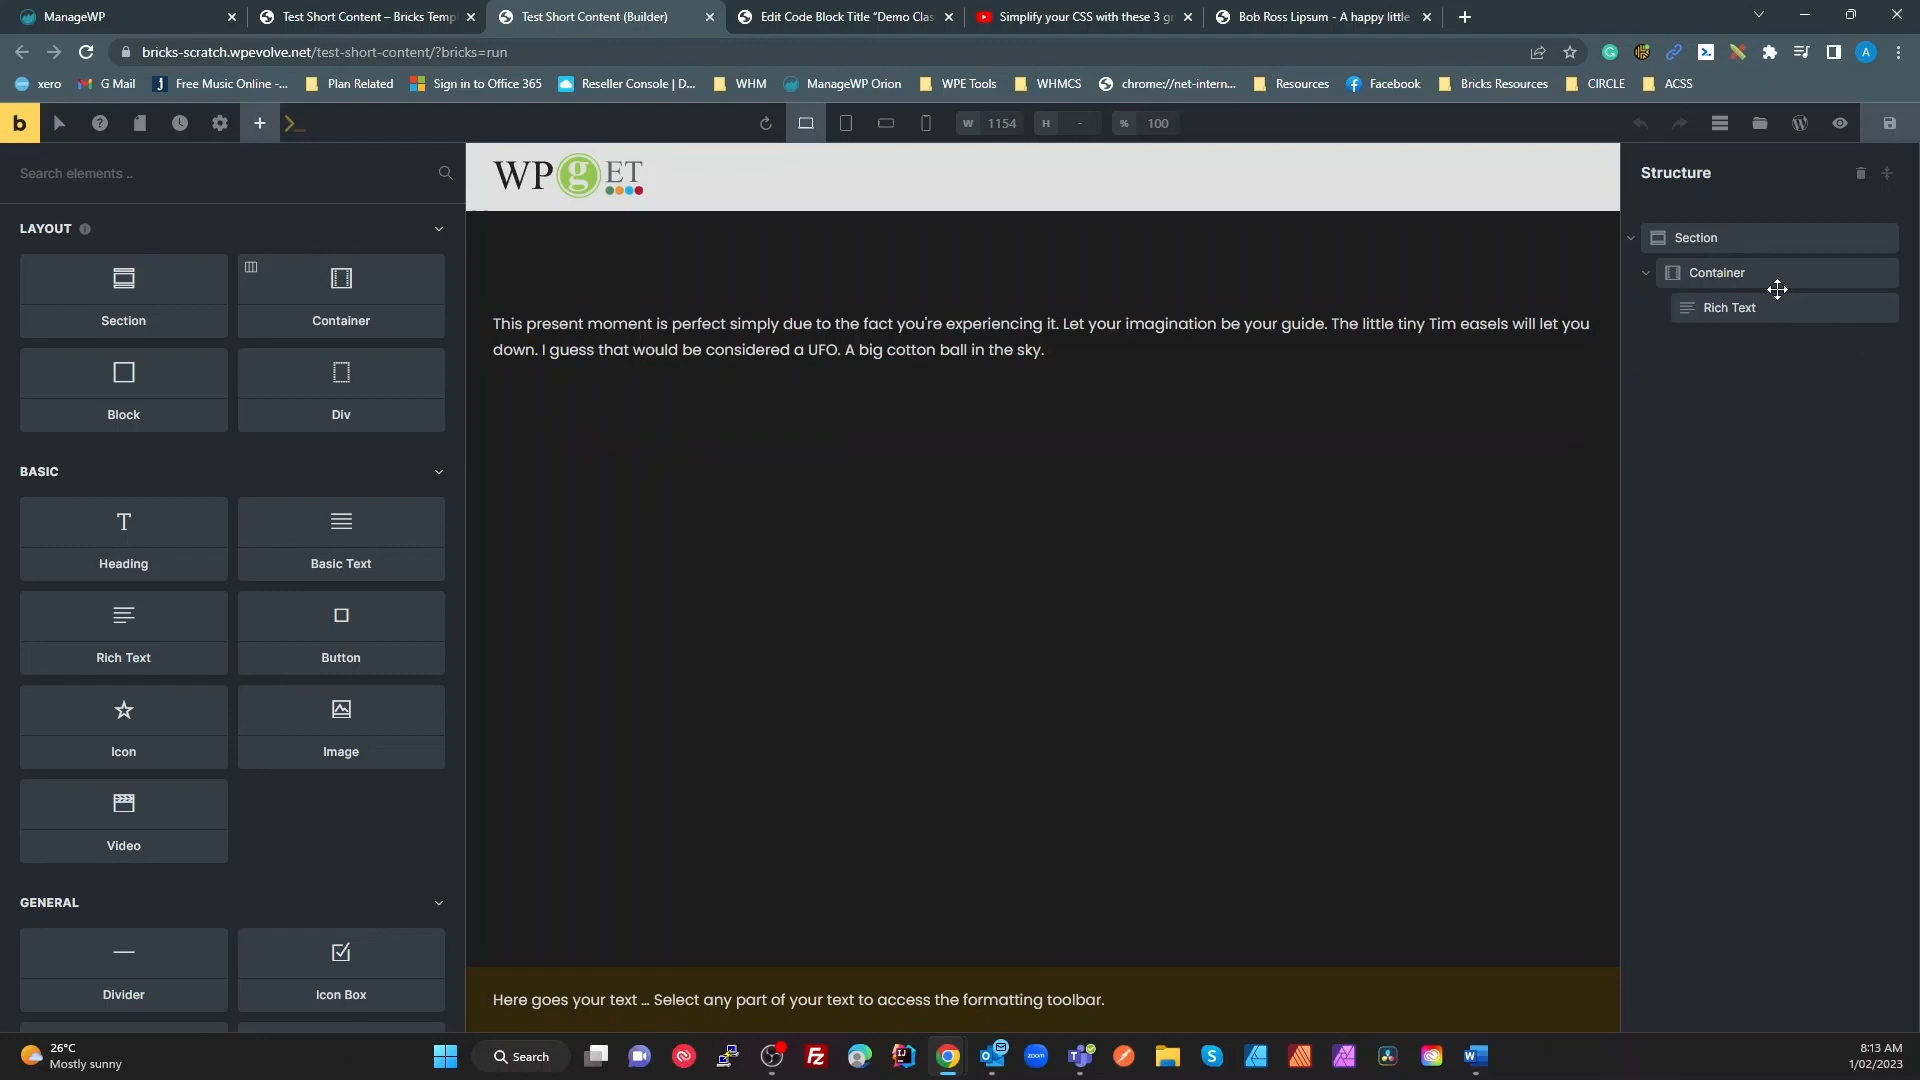 ManageWP
Test Short Content – Bricks Temp
Test Short Content (Builder)
Edit Code Block Title "Demo Clas
Simplify your CSS with these 3 gr
Bob Ross Lipsum - A happy little
bricks-scratch.wpevolve.net/test-short-content/?bricks=run
A
xero
G Mail
Free Music Online -...
Plan Related
Sign in to Office 365
Reseller Console | D...
WHM
ManageWP Orion
WPE Tools
WHMCS
chrome://net-intern...
Resources
Facebook
Bricks Resources
CIRCLE
ACSS
b
W 1154
H -
% 100
Search elements ..
LAYOUT
Section
Container
Block
Div
BASIC
Heading
Basic Text
Rich Text
Button
Icon
Image
Video
GENERAL
Divider
Icon Box
WPgET
This present moment is perfect simply due to the fact you're experiencing it. Let your imagination be your guide. The little tiny Tim easels will let you
down. I guess that would be considered a UFO. A big cotton ball in the sky.
Here goes your text ... Select any part of your text to access the formatting toolbar.
Structure
Section
Container
Rich Text
26°C
Mostly sunny
Search
zoom
8:13 AM
1/02/2023